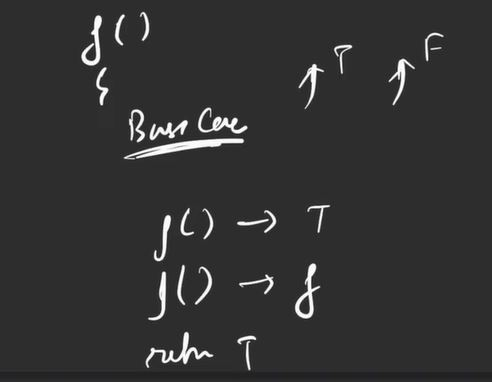 f()
{
↑ T ↑ F
Base Case
f() → T
f() → f
return T